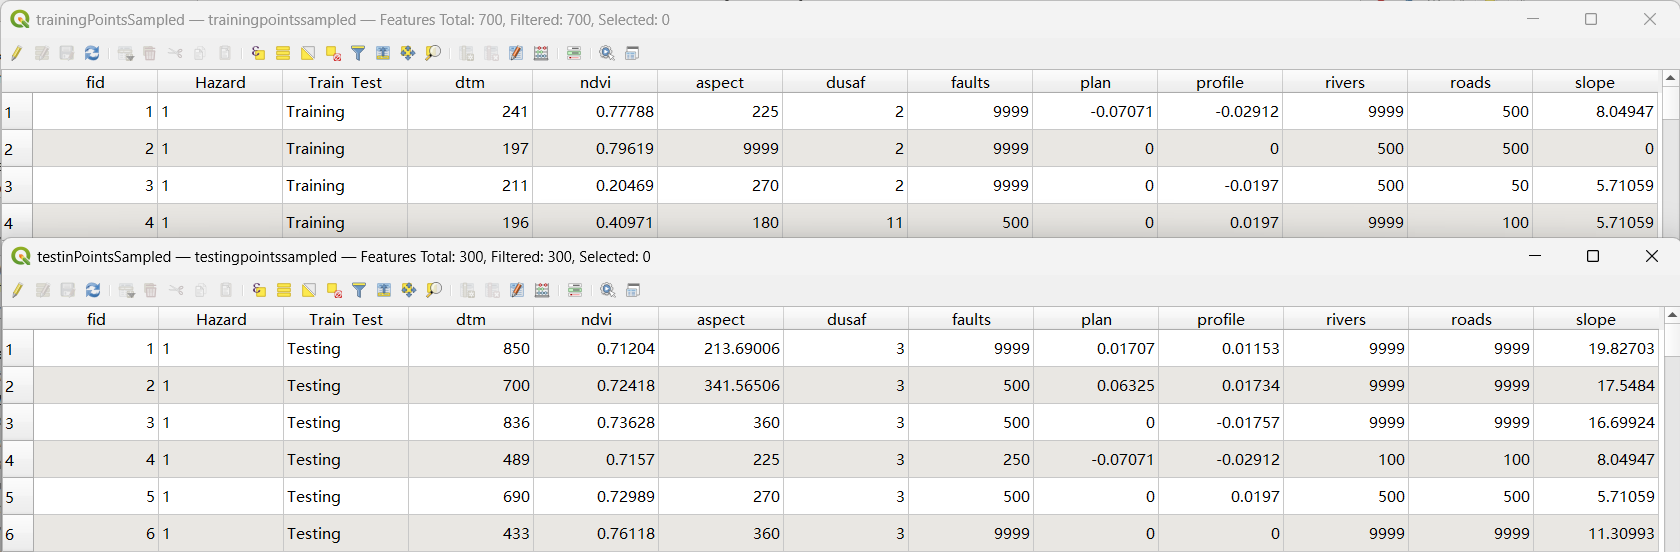 trainingPointsSampled — trainingpointssampled — Features Total: 700, Filtered: 700, Selected: 0
fid Hazard Train_Test dtm ndvi aspect dusaf faults plan profile rivers roads slope
1 1 1 Training 241 0.77788 225 2 9999 -0.07071 -0.02912 9999 500 8.04947
2 2 1 Training 197 0.79619 9999 2 9999 0 0 500 500 0
3 3 1 Training 211 0.20469 270 2 9999 0 -0.0197 500 50 5.71059
4 4 1 Training 196 0.40971 180 11 500 0 0.0197 9999 100 5.71059
testinPointsSampled — testingpointssampled — Features Total: 300, Filtered: 300, Selected: 0
fid Hazard Train_Test dtm ndvi aspect dusaf faults plan profile rivers roads slope
1 1 1 Testing 850 0.71204 213.69006 3 9999 0.01707 0.01153 9999 9999 19.82703
2 2 1 Testing 700 0.72418 341.56506 3 500 0.06325 0.01734 9999 9999 17.5484
3 3 1 Testing 836 0.73628 360 3 500 0 -0.01757 9999 9999 16.69924
4 4 1 Testing 489 0.7157 225 3 250 -0.07071 -0.02912 100 100 8.04947
5 5 1 Testing 690 0.72989 270 3 500 0 0.0197 500 500 5.71059
6 6 1 Testing 433 0.76118 360 3 9999 0 0 9999 9999 11.30993